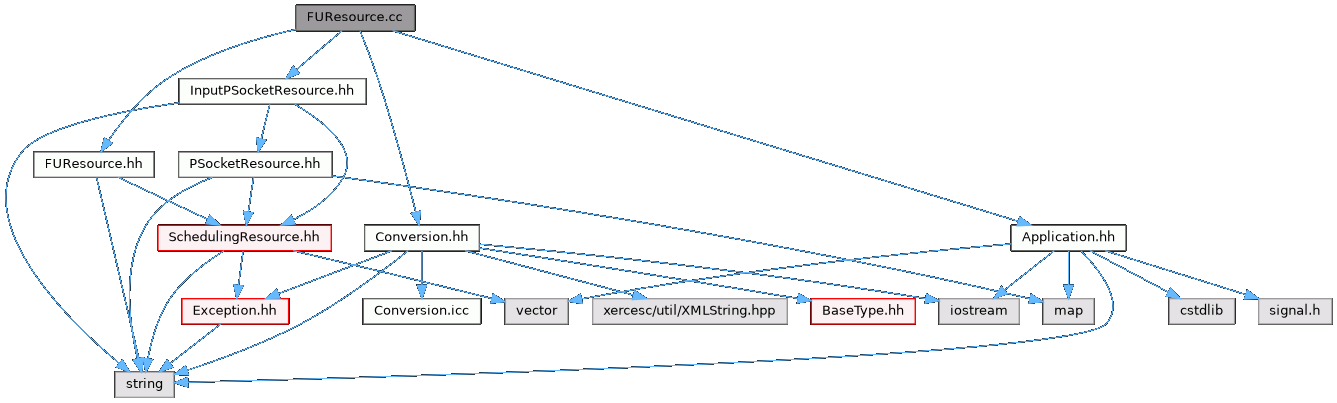 FUResource.cc
InputPSocketResource.hh
FUResource.hh
PSocketResource.hh
SchedulingResource.hh
Conversion.hh
Application.hh
Exception.hh
Conversion.icc
vector
xercesc/util/XMLString.hpp
BaseType.hh
iostream
map
cstdlib
signal.h
string